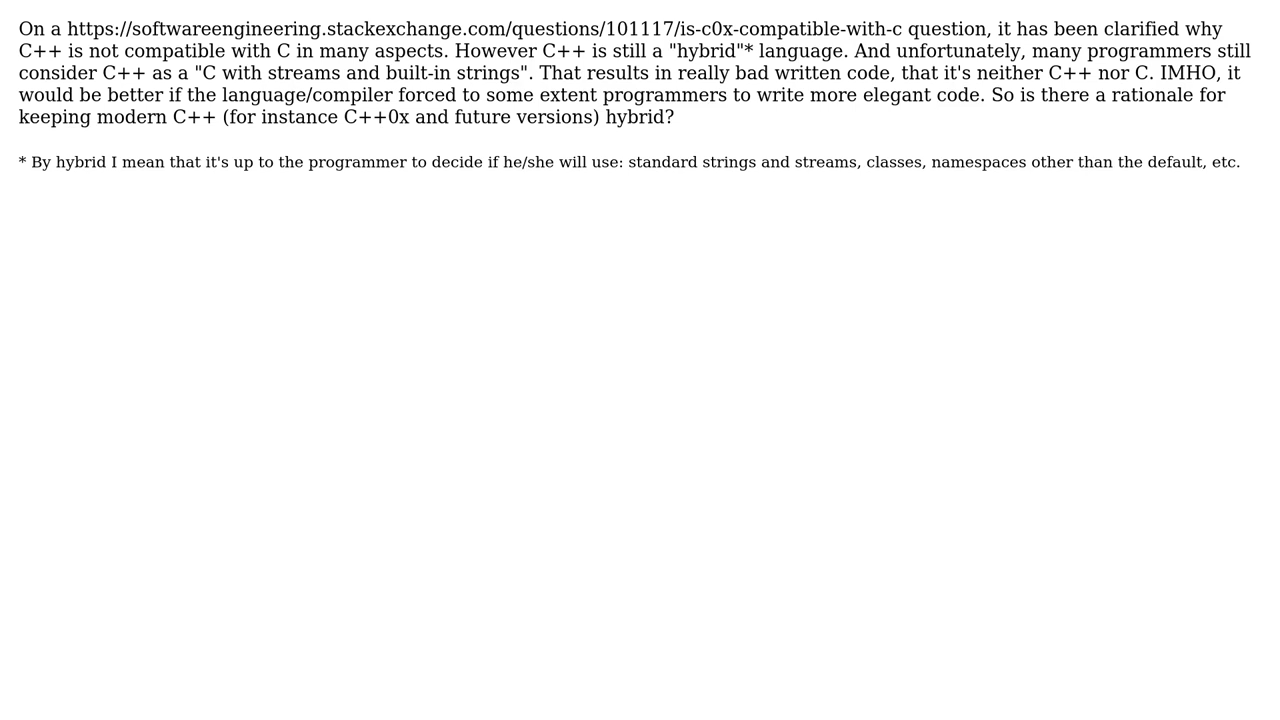 On a https://softwareengineering.stackexchange.com/questions/101117/is-c0x-compatible-with-c question, it has been clarified why
C++ is not compatible with C in many aspects. However C++ is still a "hybrid"* language. And unfortunately, many programmers still
consider C++ as a "C with streams and built-in strings". That results in really bad written code, that it's neither C++ nor C. IMHO, it
would be better if the language/compiler forced to some extent programmers to write more elegant code. So is there a rationale for
keeping modern C++ (for instance C++0x and future versions) hybrid?
* By hybrid I mean that it's up to the programmer to decide if he/she will use: standard strings and streams, classes, namespaces other than the default, etc.